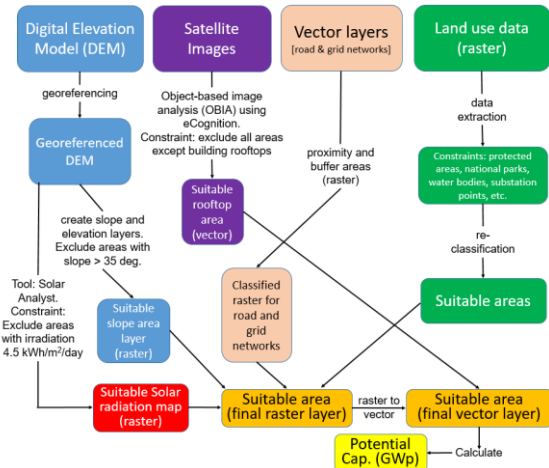 Digital Elevation
Model (DEM)
Satellite
Images
Vector layers
[road & grid networks]
Land use data
(raster)
georeferencing
Object-based image
analysis (OBIA) using
eCognition.
Constraint: exclude all areas
except building rooftops
data
extraction
Georeferenced
DEM
proximity and
buffer areas
(raster)
Constraints: protected
areas, national parks,
water bodies, substation
points, etc.
Suitable
rooftop
area
(vector)
create slope and
elevation layers.
Exclude areas with
slope > 35 deg.
re-
classification
Tool: Solar
Analyst.
Constraint:
Exclude areas
with irradiation
4.5 kWh/m²/day
Suitable
slope area
layer
(raster)
Classified
raster for
road and
grid
networks
Suitable areas
Suitable Solar
radiation map
(raster)
Suitable area
(final raster layer)
raster to
vector
Suitable area
(final vector layer)
Potential
Cap. (GWp)
Calculate